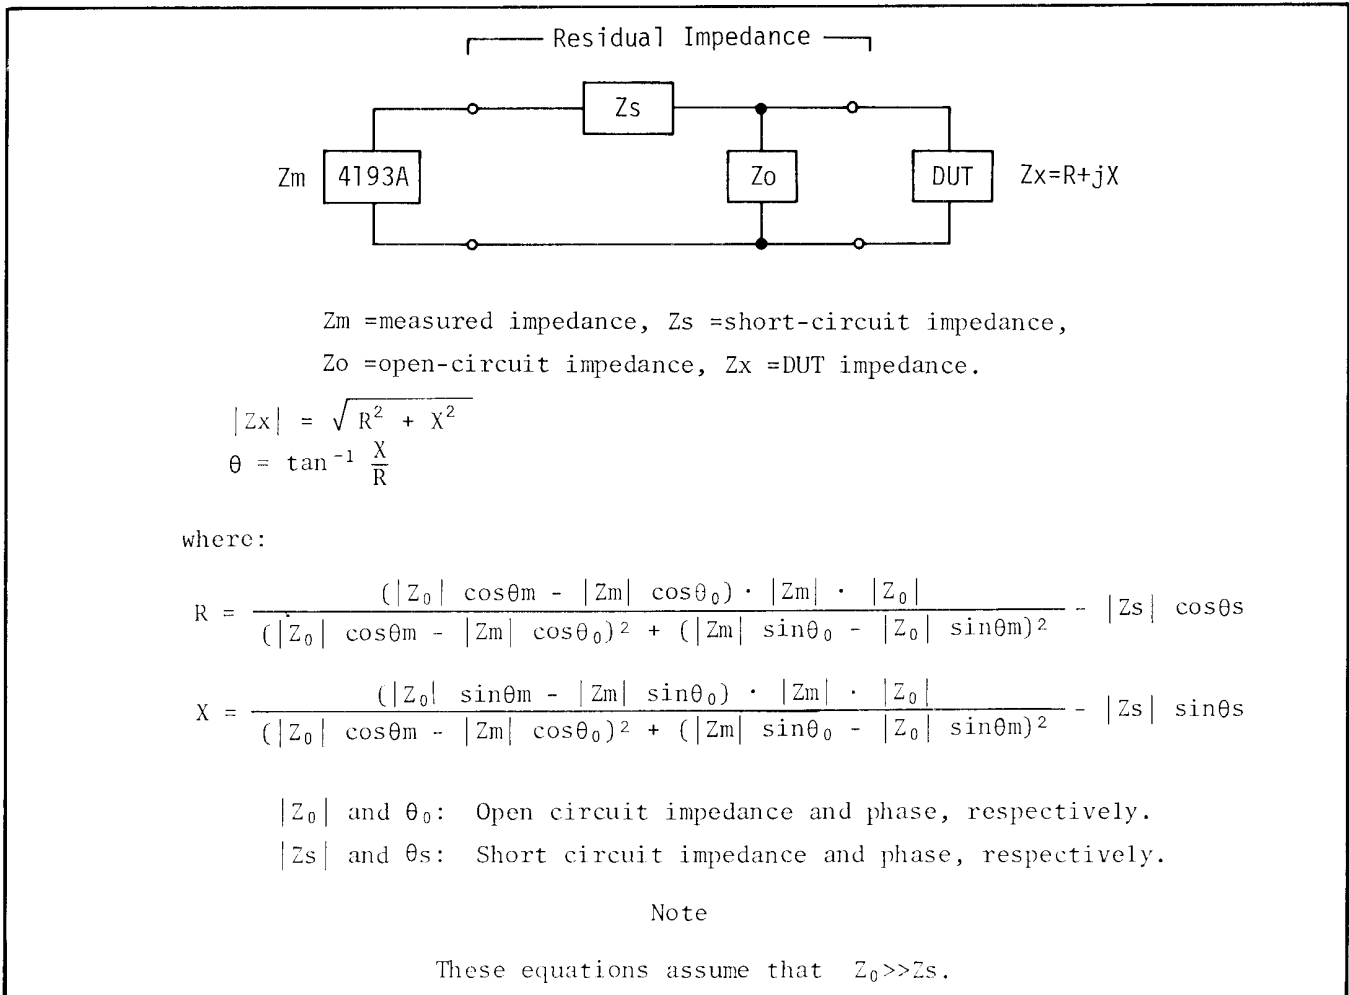 Residual Impedance
Zs
Zm 4193A Zo DUT Zx=R+jX
Zm =measured impedance, Zs =short-circuit impedance,
Zo =open-circuit impedance, Zx =DUT impedance.
|Zx| = √(R² + X²)
θ = tan⁻¹ X/R
where:
R = (|Z₀| cosθm - |Zm| cosθ₀) · |Zm| · |Z₀| / (|Z₀| cosθm - |Zm| cosθ₀)² + (|Zm| sinθ₀ - |Z₀| sinθm)² - |Zs| cosθs
X = (|Z₀| sinθm - |Zm| sinθ₀) · |Zm| · |Z₀| / (|Z₀| cosθm - |Zm| cosθ₀)² + (|Zm| sinθ₀ - |Z₀| sinθm)² - |Zs| sinθs
|Z₀| and θ₀: Open circuit impedance and phase, respectively.
|Zs| and θs: Short circuit impedance and phase, respectively.
Note
These equations assume that Z₀>>Zs.